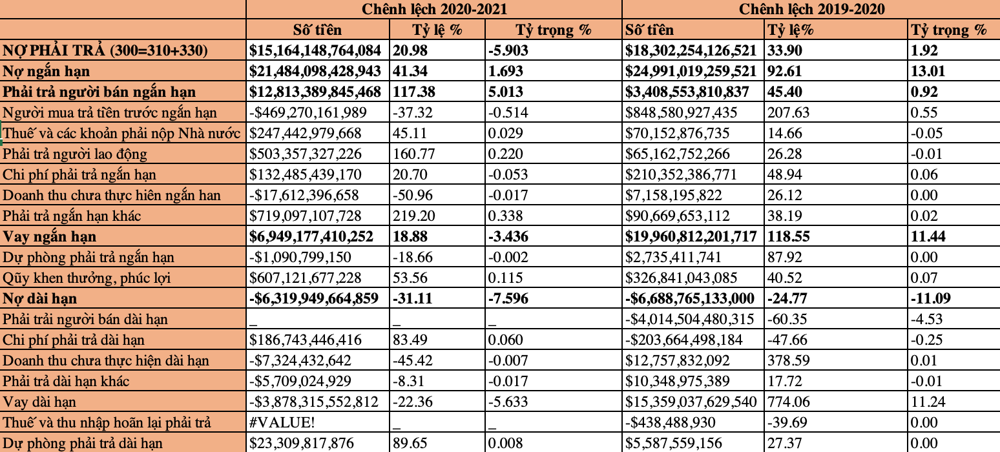 Chênh lệch 2020-2021 Chênh lệch 2019-2020
Số tiền Tỷ lệ % Tỷ trọng % Số tiền Tỷ lệ% Tỷ trọng %
NỢ PHẢI TRẢ (300=310+330) $15,164,148,764,084 20.98 -5.903 $18,302,254,126,521 33.90 1.92
Nợ ngắn hạn $21,484,098,428,943 41.34 1.693 $24,991,019,259,521 92.61 13.01
Phải trả người bán ngắn hạn $12,813,389,845,468 117.38 5.013 $3,408,553,810,837 45.40 0.92
Người mua trả tiền trước ngắn hạn -$469,270,161,989 -37.32 -0.514 $848,580,927,435 207.63 0.55
Thuế và các khoản phải nộp Nhà nước $247,442,979,668 45.11 0.029 $70,152,876,735 14.66 -0.05
Phải trả người lao động $503,357,327,226 160.77 0.220 $65,162,752,266 26.28 -0.01
Chi phí phải trả ngắn hạn $132,485,439,170 20.70 -0.053 $210,352,386,771 48.94 0.06
Doanh thu chưa thực hiên ngắn han -$17,612,396,658 -50.96 -0.017 $7,158,195,822 26.12 0.00
Phải trả ngắn hạn khác $719,097,107,728 219.20 0.338 $90,669,653,112 38.19 0.02
Vay ngắn hạn $6,949,177,410,252 18.88 -3.436 $19,960,812,201,717 118.55 11.44
Dự phòng phải trả ngắn hạn -$1,090,799,150 -18.66 -0.002 $2,735,411,741 87.92 0.00
Qũy khen thưởng, phúc lợi $607,121,677,228 53.56 0.115 $326,841,043,085 40.52 0.07
Nợ dài hạn -$6,319,949,664,859 -31.11 -7.596 -$6,688,765,133,000 -24.77 -11.09
Phải trải người bán dài hạn _ _ _ -$4,014,504,480,315 -60.35 -4.53
Chi phí phải trả dài hạn $186,743,446,416 83.49 0.060 -$203,664,498,184 -47.66 -0.25
Doanh thu chưa thực hiện dài hạn -$7,324,432,642 -45.42 -0.007 $12,757,832,092 378.59 0.01
Phải trả dài hạn khác -$5,709,024,929 -8.31 -0.017 $10,348,975,389 17.72 -0.01
Vay dài hạn -$3,878,315,552,812 -22.36 -5.633 $15,359,037,629,540 774.06 11.24
Thuế và thu nhập hoãn lại phải trả #VALUE! _ _ -$438,488,930 -39.69 0.00
Dự phòng phải trả dài hạn $23,309,817,876 89.65 0.008 $5,587,559,156 27.37 0.00